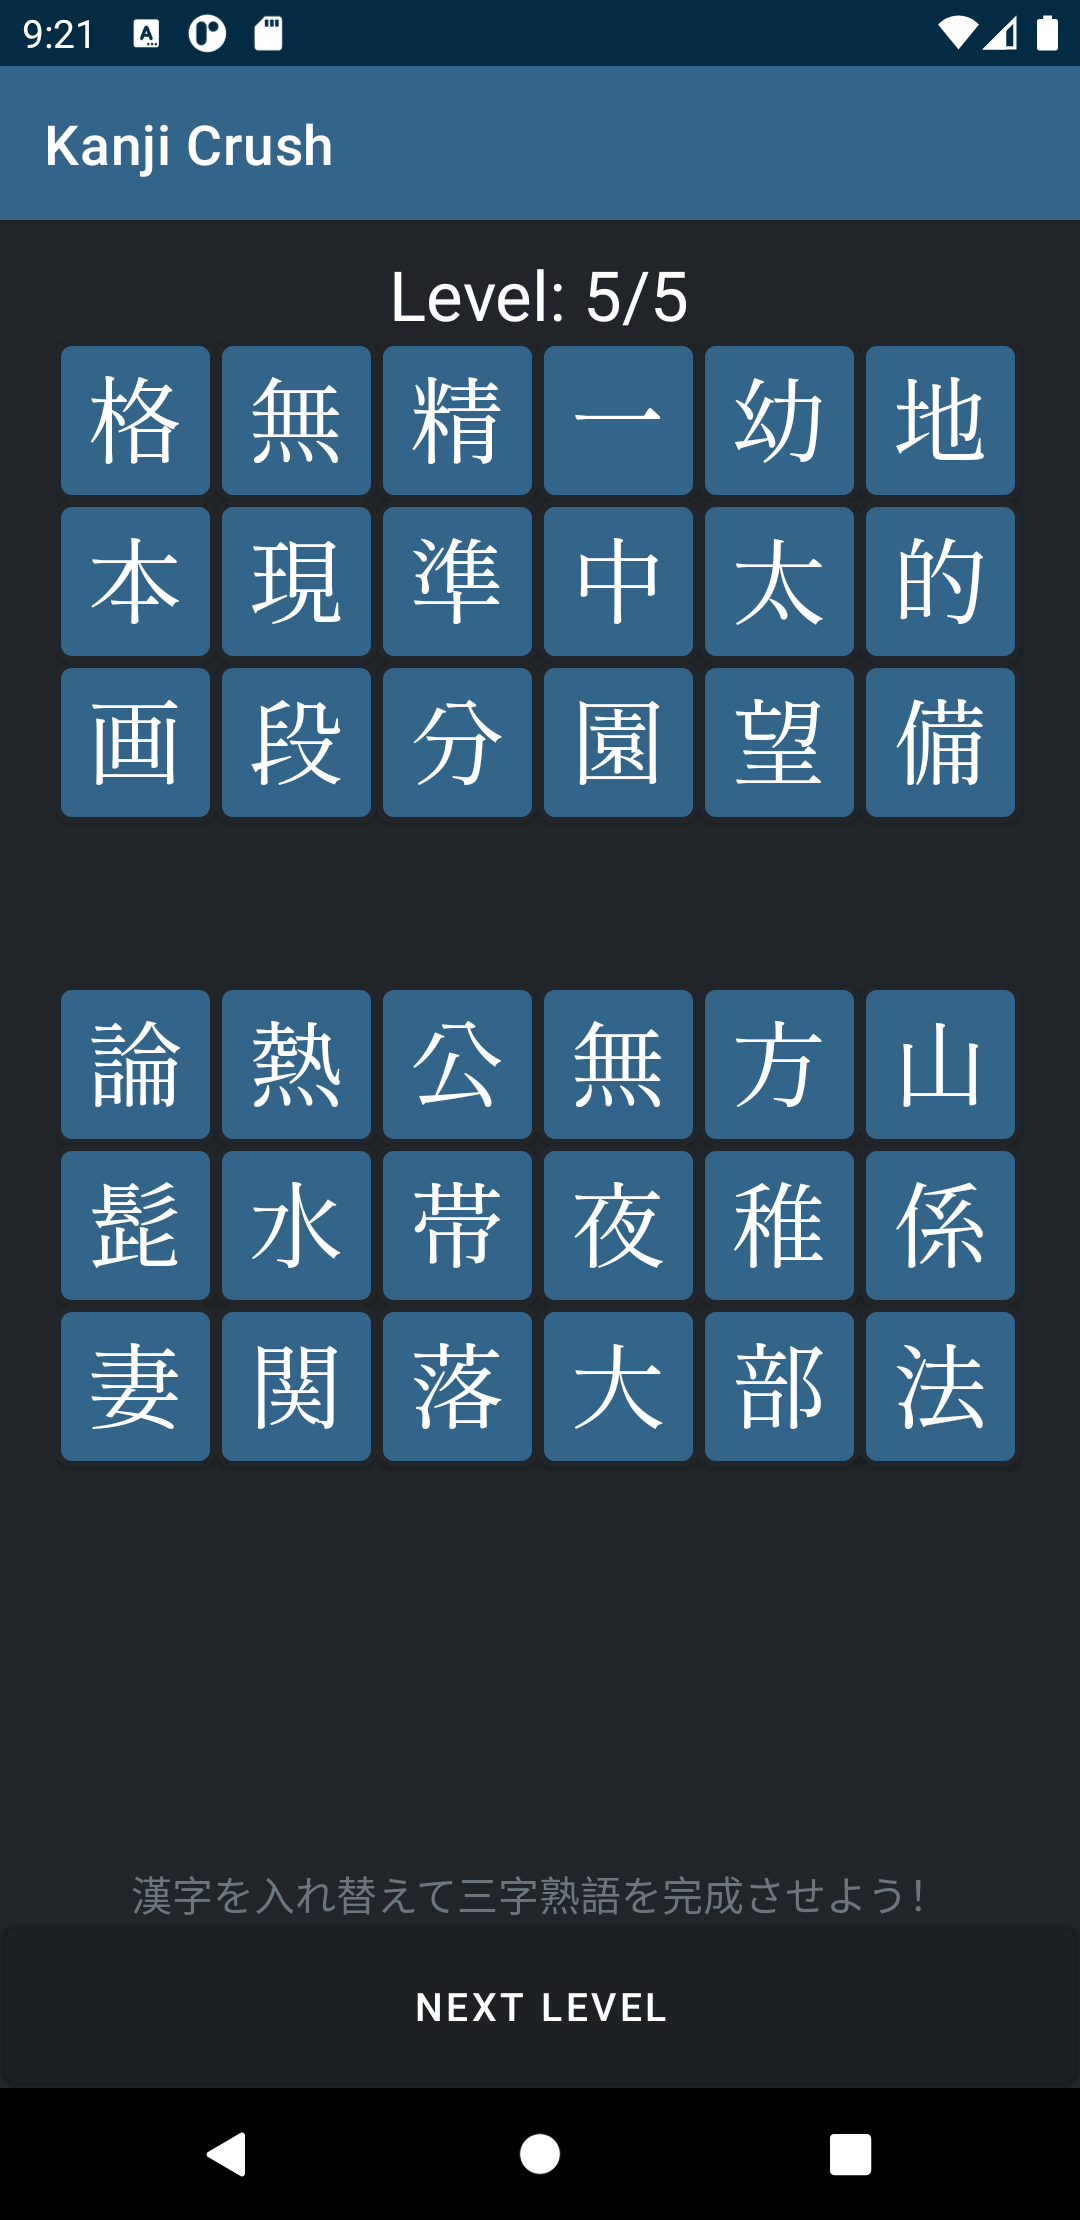 9:21
Kanji Crush
Level: 5/5
格 無 精 一 幼 地
本 現 準 中 太 的
画 段 分 園 望 備
論 熱 公 無 方 山
髭 水 帯 夜 稚 係
妻 関 落 大 部 法
漢字を入れ替えて三字熟語を完成させよう!
NEXT LEVEL